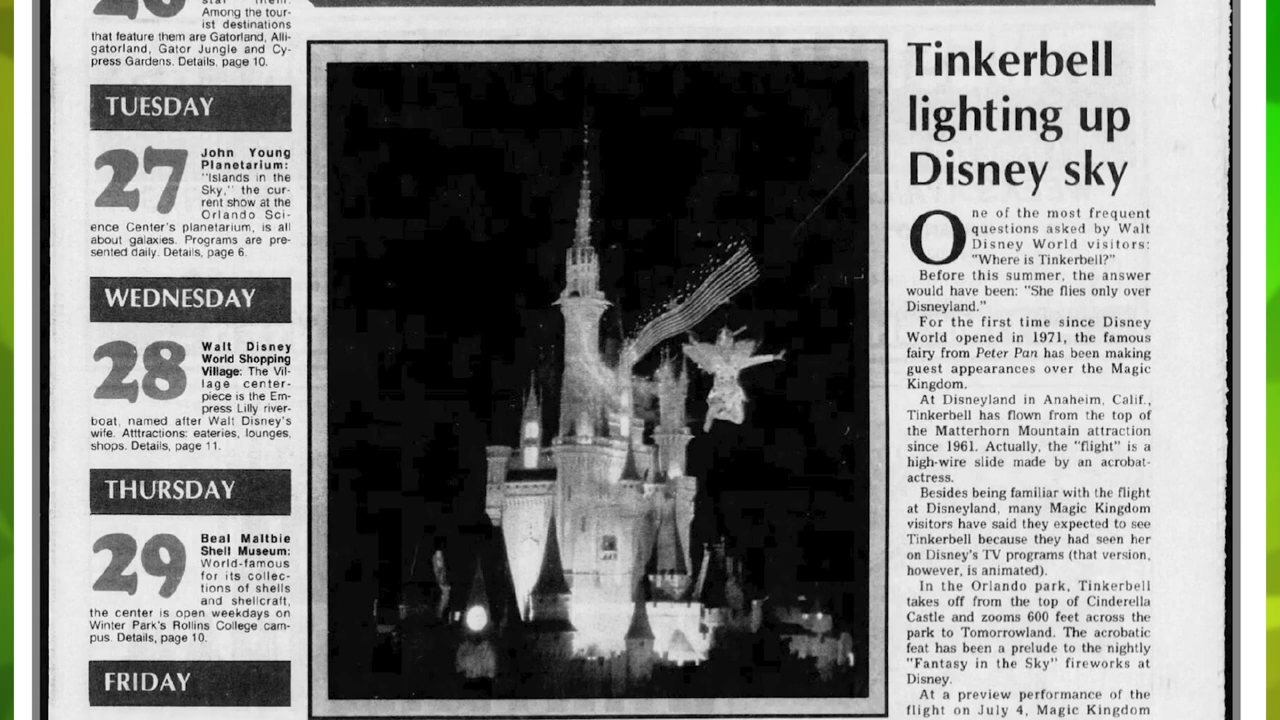 Among the tour-
ist destinations
that feature them are Gatorland, Alli-
gatorland, Gator Jungle and Cy-
press Gardens. Details, page 10.
TUESDAY
27
John Young
Planetarium:
"Islands in the
Sky," the cur-
rent show at the
Orlando Sci-
ence Center's planetarium, is all
about galaxies. Programs are pre-
sented daily. Details, page 6.
WEDNESDAY
28
Walt Disney
World Shopping
Village: The Vil-
lage center-
piece is the Em-
press Lilly river-
boat, named after Walt Disney's
wife. Atttractions: eateries, lounges,
shops. Details, page 11.
THURSDAY
29
Beal Maltbie
Shell Museum:
World-famous
for its collec-
tions of shells
and shellcraft,
the center is open weekdays on
Winter Park's Rollins College cam-
pus. Details, page 10.
FRIDAY
Tinkerbell
lighting up
Disney sky
One of the most frequent
questions asked by Walt
Disney World visitors:
"Where is Tinkerbell?"
Before this summer, the answer
would have been: "She flies only over
Disneyland."
For the first time since Disney
World opened in 1971, the famous
fairy from Peter Pan has been making
guest appearances over the Magic
Kingdom.
At Disneyland in Anaheim, Calif.,
Tinkerbell has flown from the top of
the Matterhorn Mountain attraction
since 1961. Actually, the "flight" is a
high-wire slide made by an acrobat-
actress.
Besides being familiar with the flight
at Disneyland, many Magic Kingdom
visitors have said they expected to see
Tinkerbell because they had seen her
on Disney's TV programs (that version,
however, is animated).
In the Orlando park, Tinkerbell
takes off from the top of Cinderella
Castle and zooms 600 feet across the
park to Tomorrowland. The acrobatic
feat has been a prelude to the nightly
"Fantasy in the Sky" fireworks at
Disney.
At a preview performance of the
flight on July 4, Magic Kingdom